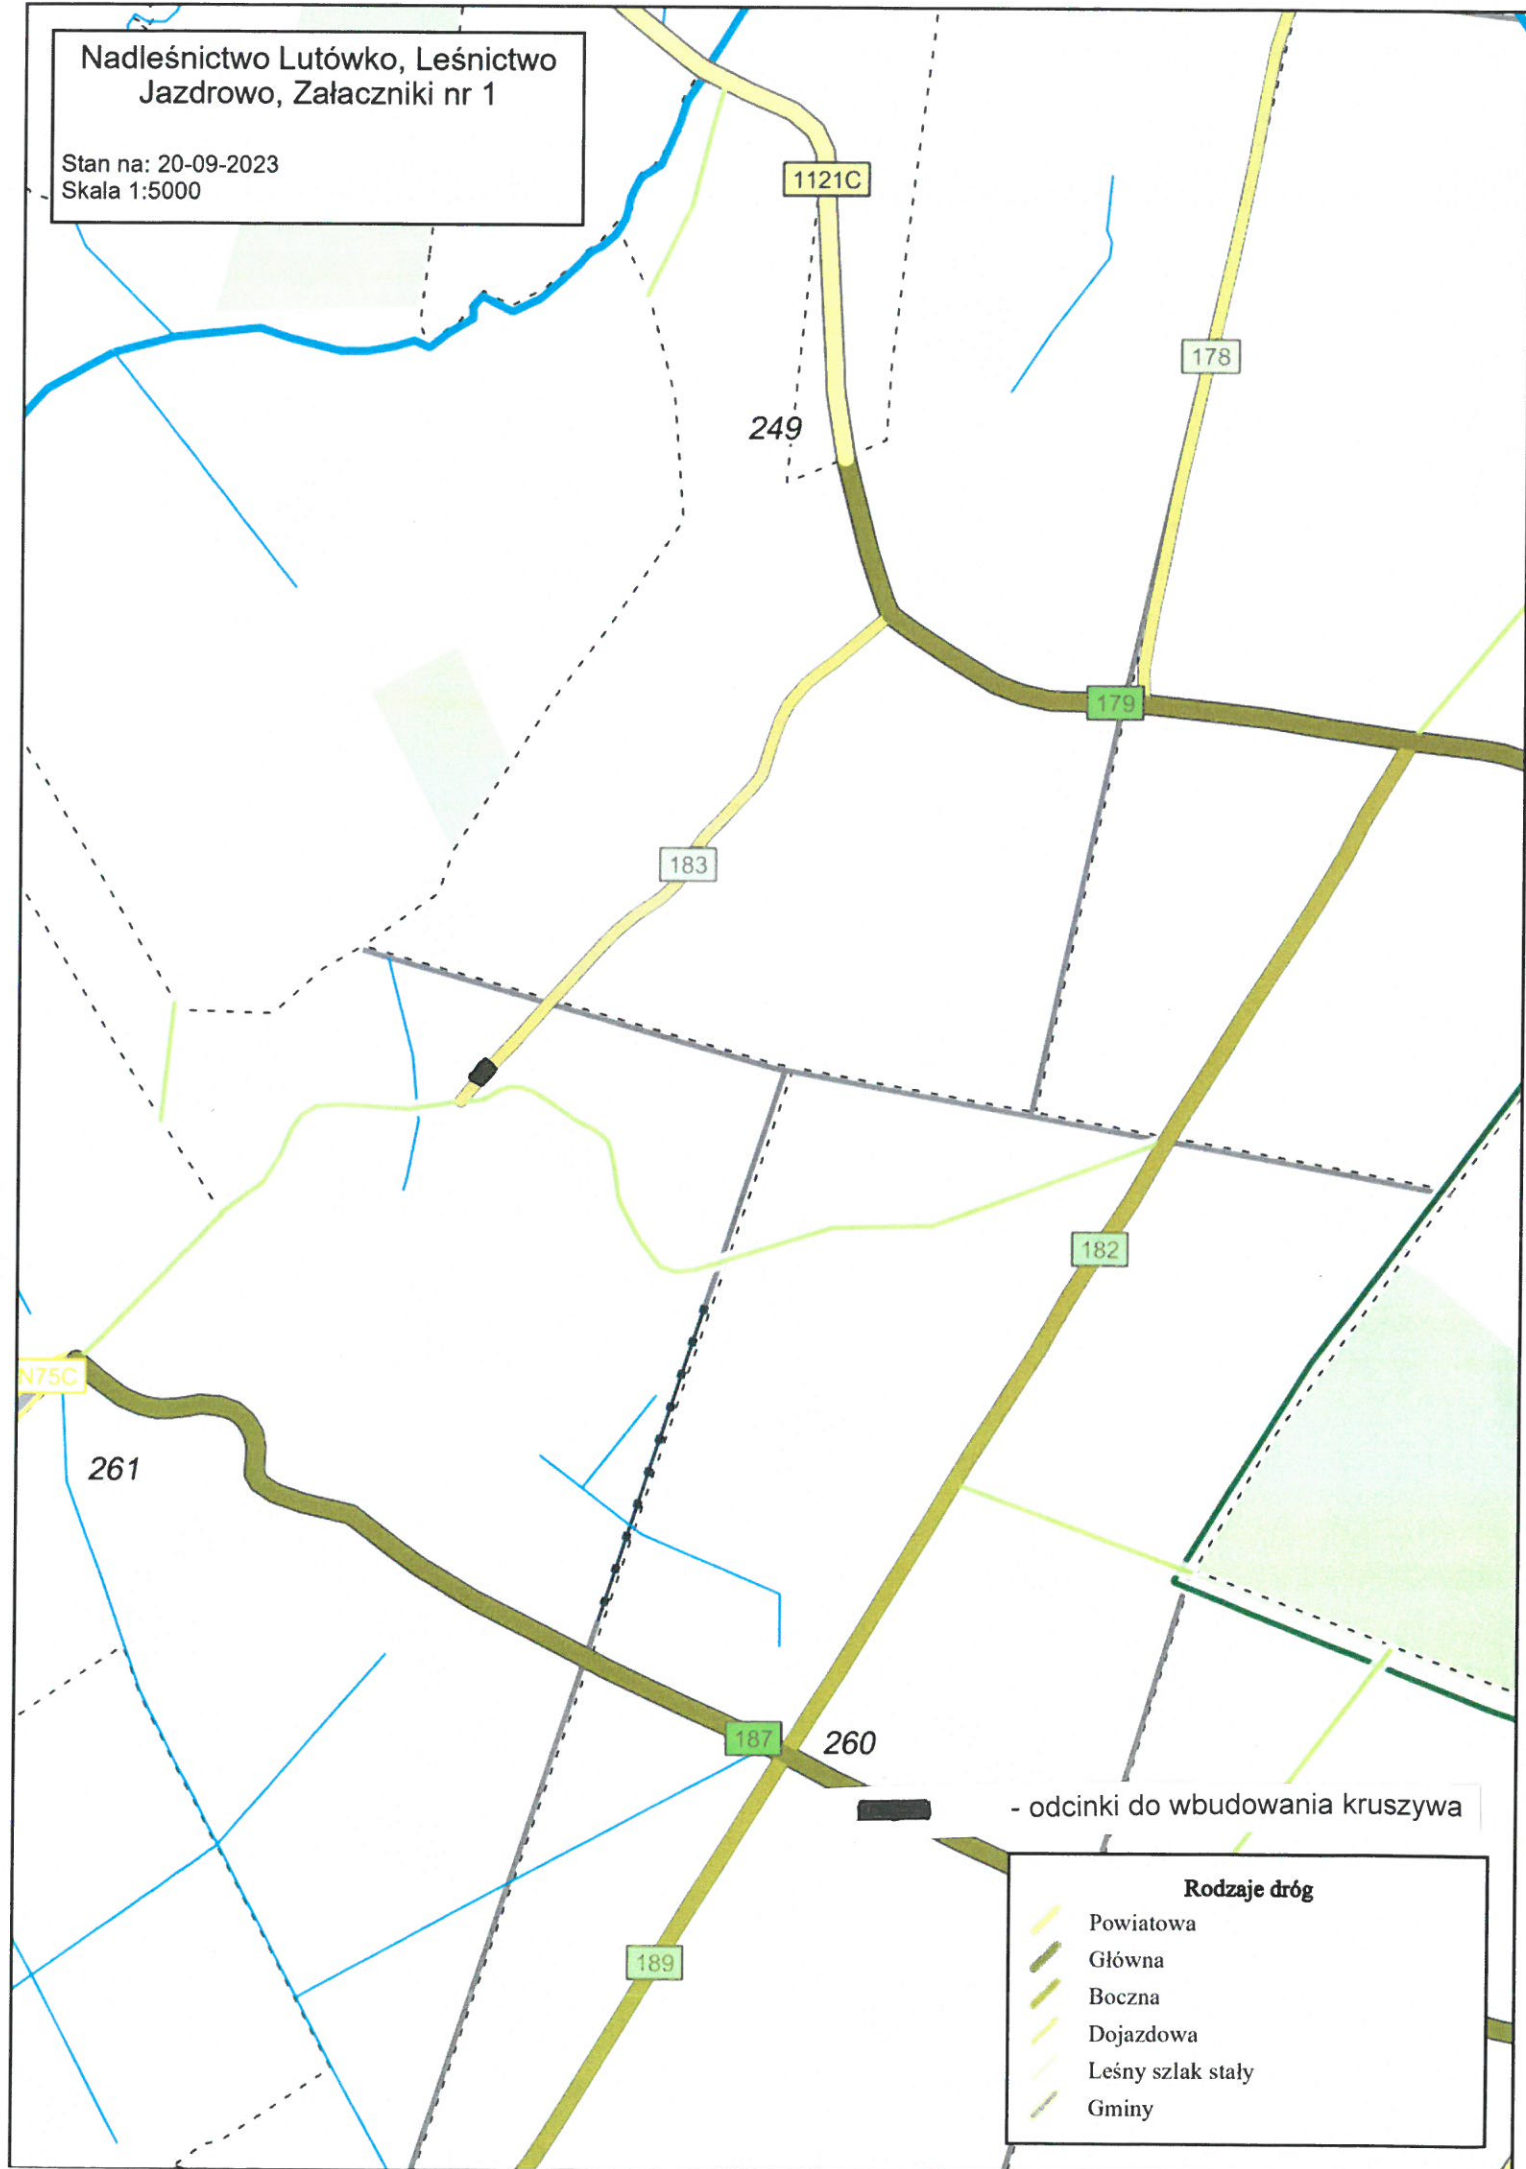 Nadleśnictwo Lutówko, Leśnictwo
Jazdrowo, Załaczniki nr 1
Stan na: 20-09-2023
Skala 1:5000
1121C
178
249
179
183
182
N75C
261
187
260
- odcinki do wbudowania kruszywa
189
Rodzaje dróg
Powiatowa
Główna
Boczna
Dojazdowa
Leśny szlak stały
Gminy